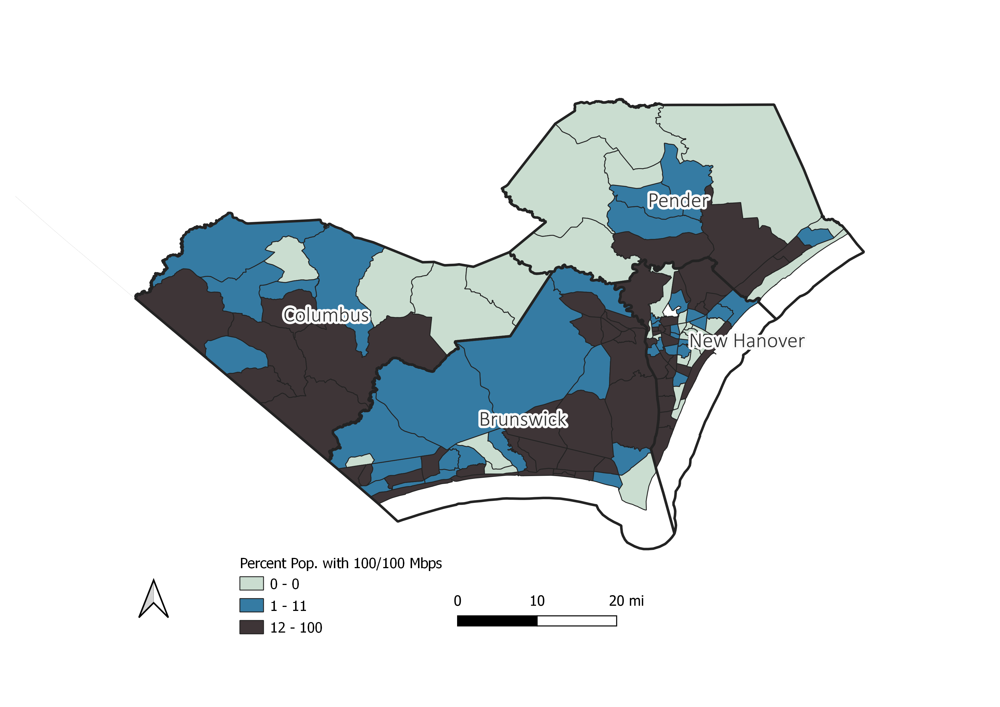 Pender
Columbus
New Hanover
Brunswick
Percent Pop. with 100/100 Mbps
0 - 0
1 - 11
12 - 100
0 10 20 mi